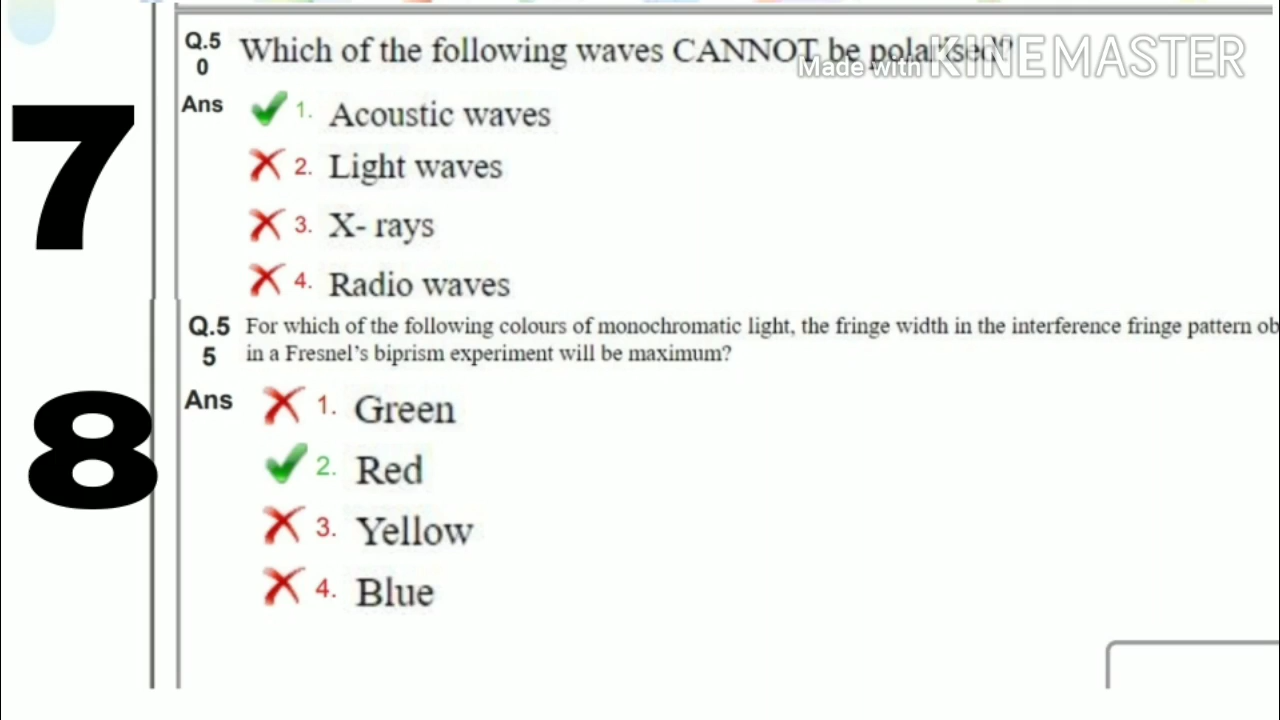 Q.5 Which of the following waves CANNOT be polarised?
0
Made with KINEMASTER
Ans 1. Acoustic waves
2. Light waves
3. X- rays
4. Radio waves
7
Q.5 For which of the following colours of monochromatic light, the fringe width in the interference fringe pattern ob
5 in a Fresnel's biprism experiment will be maximum?
Ans 1. Green
2. Red
3. Yellow
4. Blue
8